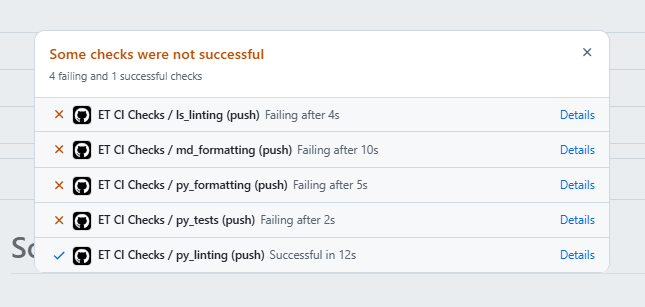 Some checks were not successful
4 failing and 1 successful checks
ET CI Checks / ls_linting (push) Failing after 4s Details
ET CI Checks / md_formatting (push) Failing after 10s Details
ET CI Checks / py_formatting (push) Failing after 5s Details
ET CI Checks / py_tests (push) Failing after 2s Details
ET CI Checks / py_linting (push) Successful in 12s Details